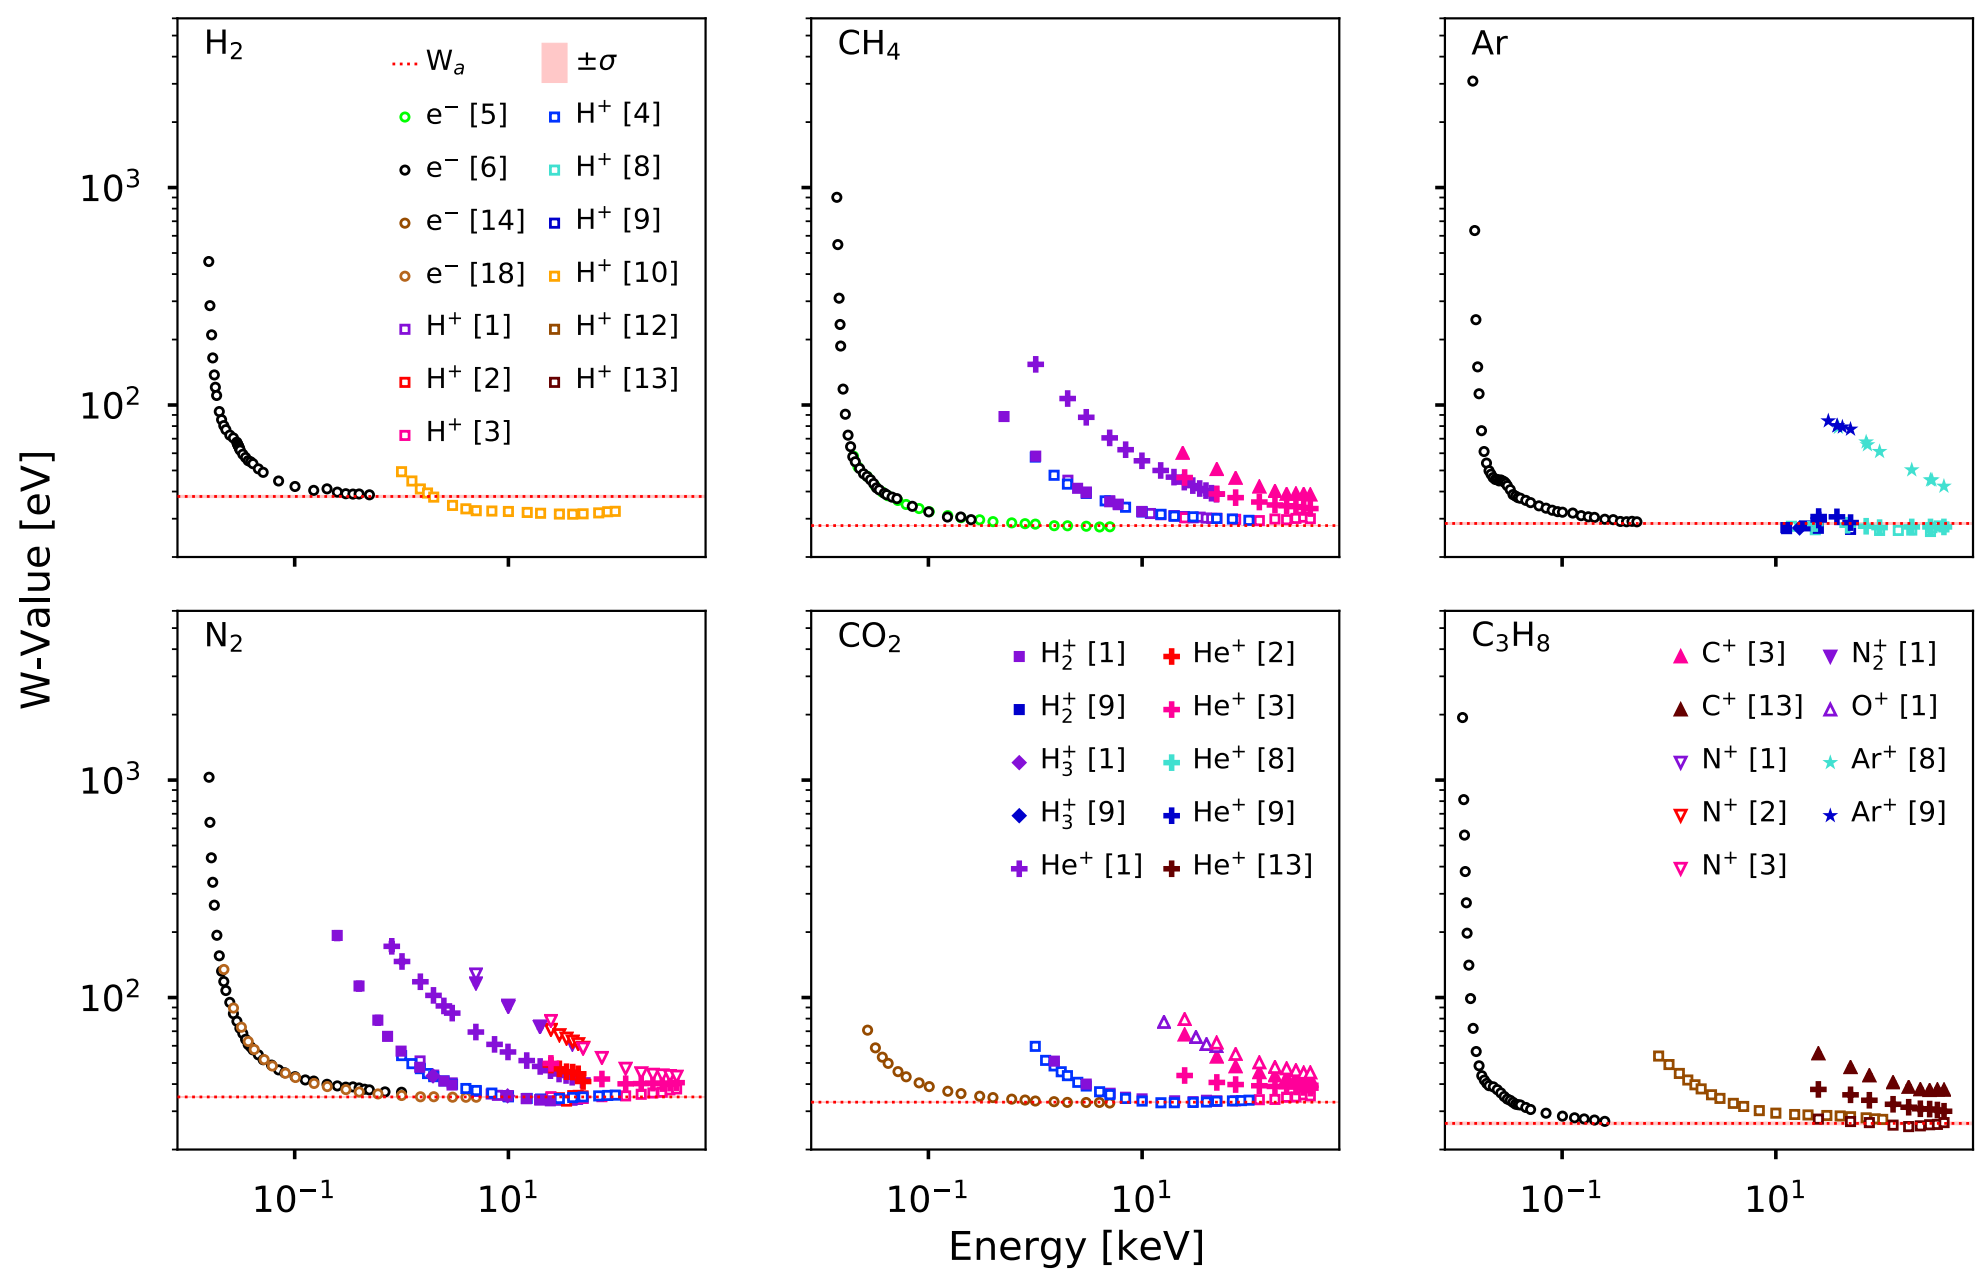 H₂
Wₐ
±σ
e⁻ [5]
H⁺ [4]
e⁻ [6]
H⁺ [8]
e⁻ [14]
H⁺ [9]
e⁻ [18]
H⁺ [10]
H⁺ [1]
H⁺ [12]
H⁺ [2]
H⁺ [13]
H⁺ [3]
CH₄
Ar
10³
10²
W-Value [eV]
N₂
10³
10²
10⁻¹
10¹
CO₂
H₂⁺ [1]
He⁺ [2]
H₂⁺ [9]
He⁺ [3]
H₃⁺ [1]
He⁺ [8]
H₃⁺ [9]
He⁺ [9]
He⁺ [1]
He⁺ [13]
10⁻¹
10¹
C₃H₈
C⁺ [3]
N₂⁺ [1]
C⁺ [13]
O⁺ [1]
N⁺ [1]
Ar⁺ [8]
N⁺ [2]
Ar⁺ [9]
N⁺ [3]
10⁻¹
10¹
Energy [keV]